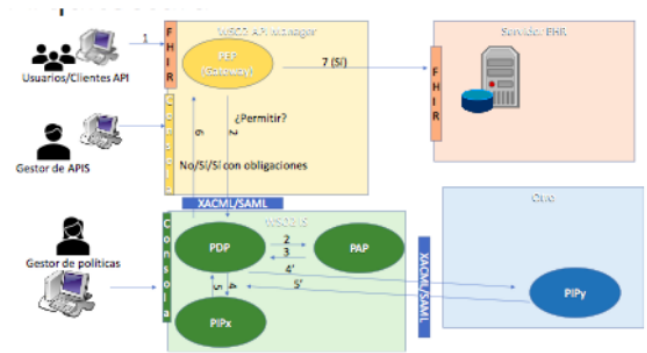 WSO2 API manager
Servidor EHR
1
FHIR
PEP
(Gateway)
7 (Sí)
FHIR
Usuarios/Clientes API
Consola
¿Permitir?
6
2
Gestor de APIS
No/Sí/Sí con obligaciones
XACML/SAML
WSO2 IS
Otro
Consola
PDP
2
3
PAP
Gestor de políticas
4'
5'
XACML/SAML
5
4
PIPx
PIPy